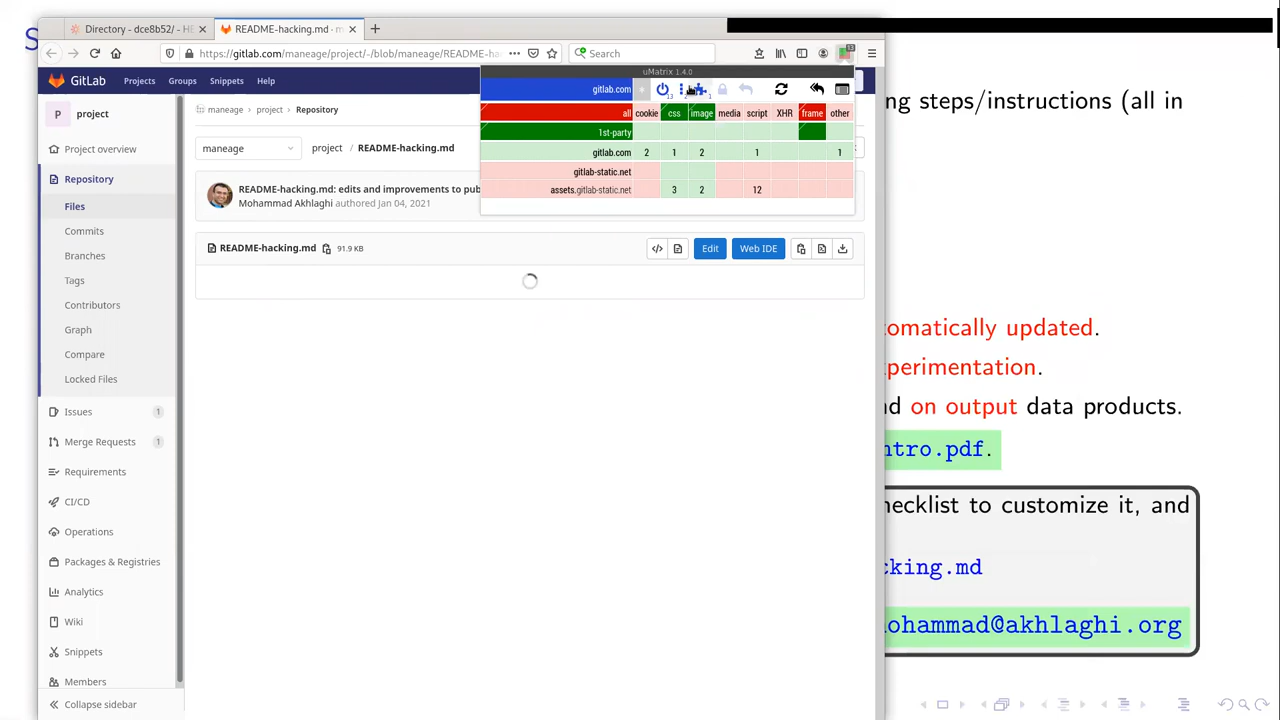 S
Directory - dce8b52/ - HE
README-hacking.md · m
https://gitlab.com/maneage/project/-/blob/maneage/README-ha
Search
13
uMatrix 1.4.0
GitLab
Projects
Groups
Snippets
Help
gitlab.com
all cookie css image media script XHR frame other
1st-party
gitlab.com 2 1 2 1 1
gitlab-static.net
assets.gitlab-static.net 3 2 12
P project
Project overview
Repository
Files
Commits
Branches
Tags
Contributors
Graph
Compare
Locked Files
Issues 1
Merge Requests 1
Requirements
CI/CD
Operations
Packages & Registries
Analytics
Wiki
Snippets
Members
Collapse sidebar
maneage project Repository
maneage project / README-hacking.md
README-hacking.md: edits and improvements to pub
Mohammad Akhlaghi authored Jan 04, 2021
README-hacking.md 91.9 KB
Edit
Web IDE
ng steps/instructions (all in
omatically updated.
perimentation.
nd on output data products.
ntro.pdf.
hecklist to customize it, and
cking.md
ohammad@akhlaghi.org